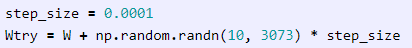 step_size = 0.0001
Wtry = W + np.random.randn(10, 3073) * step_size